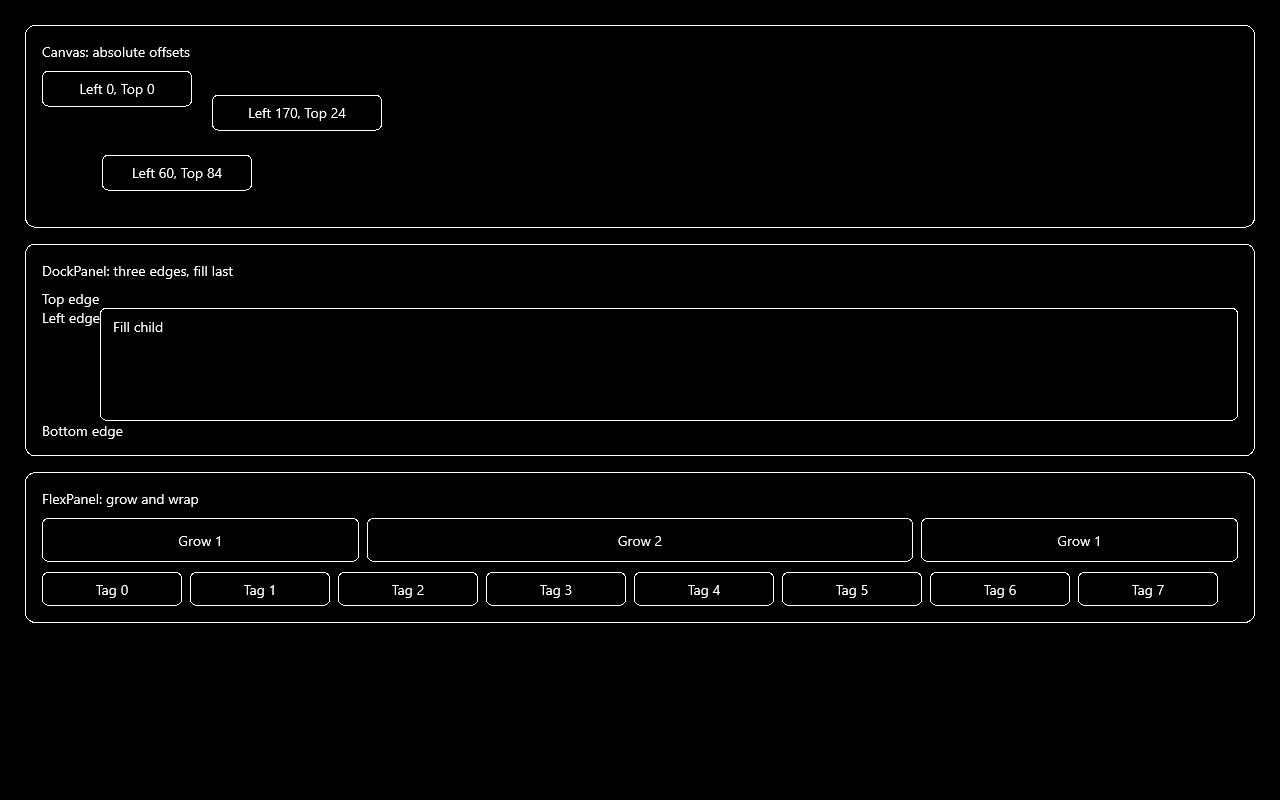 Canvas: absolute offsets
Left 0, Top 0
Left 170, Top 24
Left 60, Top 84
DockPanel: three edges, fill last
Top edge
Left edge
Fill child
Bottom edge
FlexPanel: grow and wrap
Grow 1
Grow 2
Grow 1
Tag 0
Tag 1
Tag 2
Tag 3
Tag 4
Tag 5
Tag 6
Tag 7